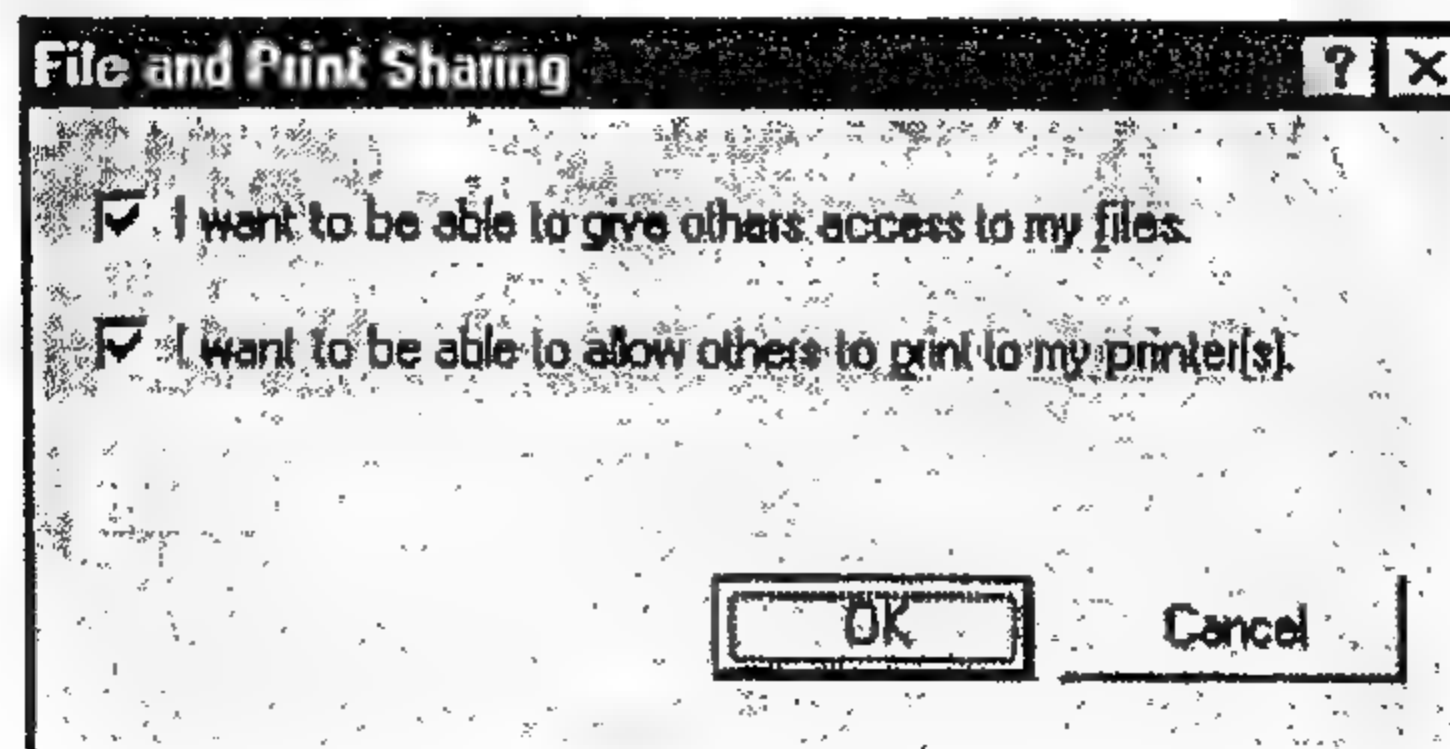 File and Print Sharing ? X
I want to be able to give others access to my files.
I want to be able to allow others to print to my printer(s).
OK Cancel